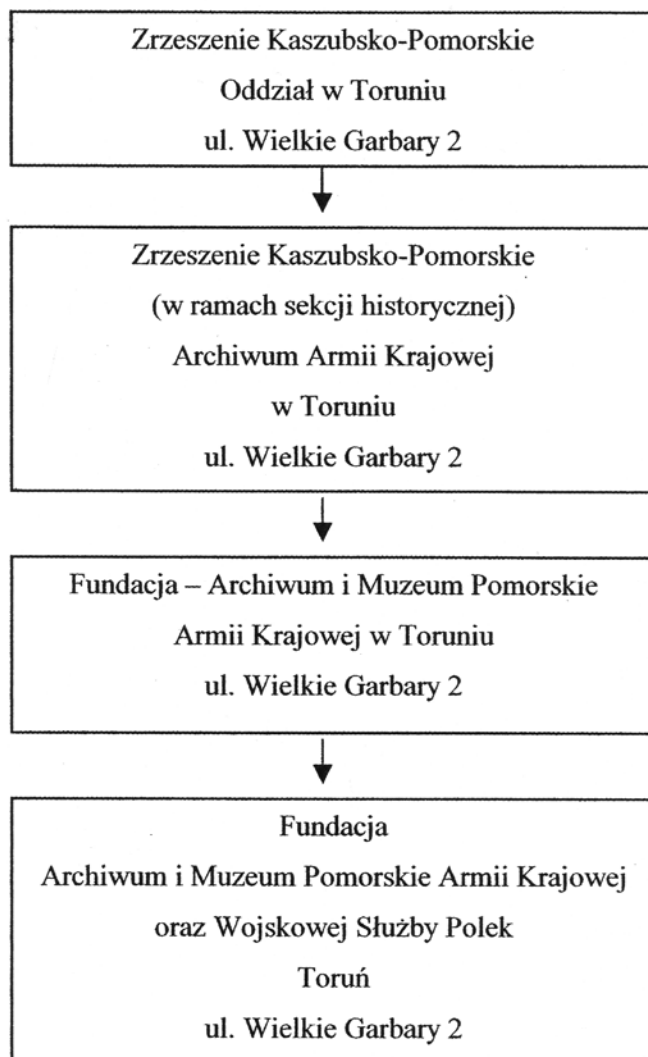 Zrzeszenie Kaszubsko-Pomorskie
Oddział w Toruniu
ul. Wielkie Garbary 2
Zrzeszenie Kaszubsko-Pomorskie
(w ramach sekcji historycznej)
Archiwum Armii Krajowej
w Toruniu
ul. Wielkie Garbary 2
Fundacja – Archiwum i Muzeum Pomorskie
Armii Krajowej w Toruniu
ul. Wielkie Garbary 2
Fundacja
Archiwum i Muzeum Pomorskie Armii Krajowej
oraz Wojskowej Służby Polek
Toruń
ul. Wielkie Garbary 2